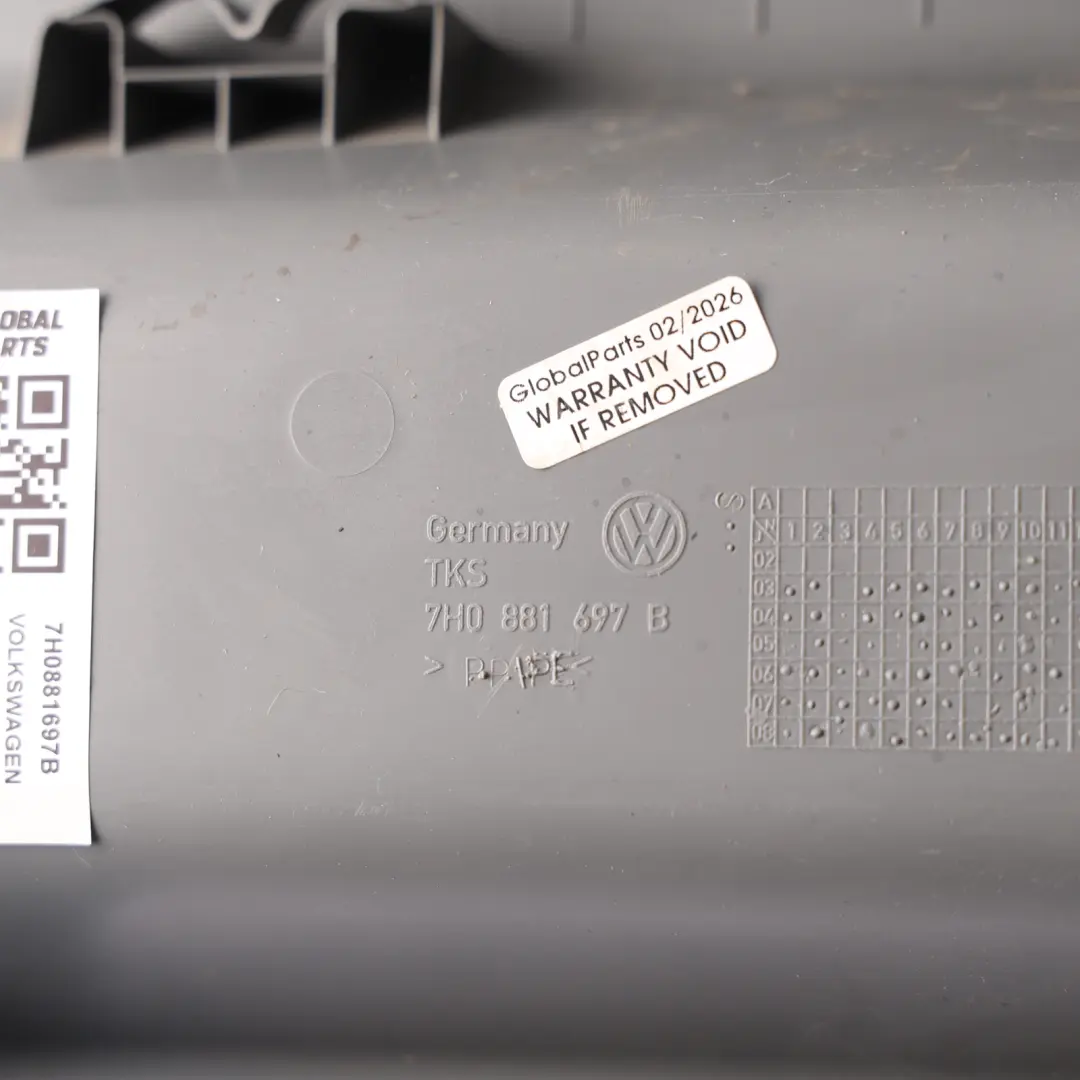 OBAL
RTS
7H0881697B
VOLKSWAGEN
GlobalParts 02/2026
WARRANTY VOID
IF REMOVED
Germany
TKS
7H0 881 697 B
S A
1 2 3 4 5 6 7 8 9 10 11
02
03
04
05
06
07
08